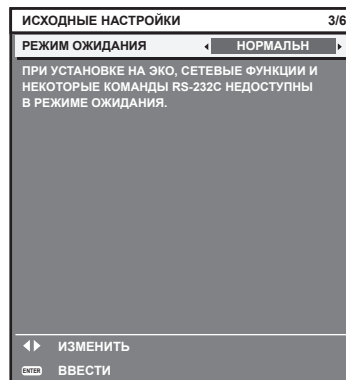 ИСХОДНЫЕ НАСТРОЙКИ 3/6
РЕЖИМ ОЖИДАНИЯ НОРМАЛЬН
ПРИ УСТАНОВКЕ НА ЭКО, СЕТЕВЫЕ ФУНКЦИИ И
НЕКОТОРЫЕ КОМАНДЫ RS-232C НЕДОСТУПНЫ
В РЕЖИМЕ ОЖИДАНИЯ.
ИЗМЕНИТЬ
ENTER ВВЕСТИ